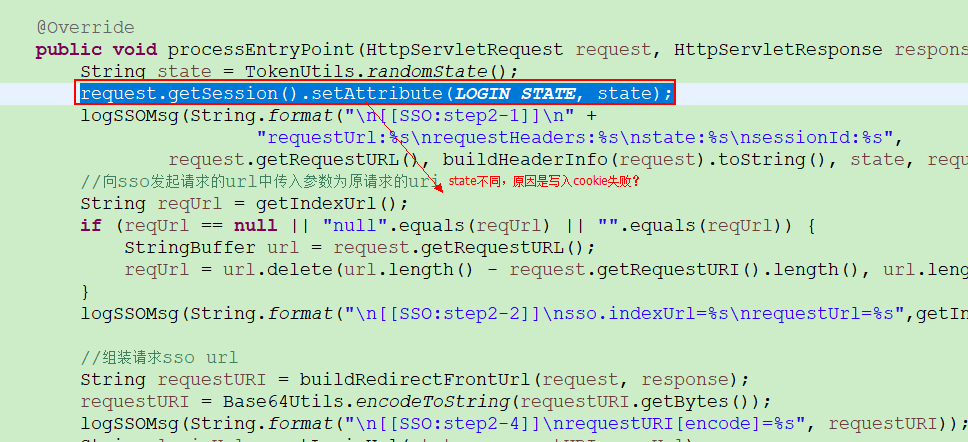 @Override
public void processEntryPoint(HttpServletRequest request, HttpServletResponse respons
String state = TokenUtils.randomState();
request.getSession().setAttribute(LOGIN_STATE, state);
logSSOMsg(String.format("\n[[SSO:step2-1]]\n" +
"requestUrl:%s\nrequestHeaders:%s\nstate:%s\nsessionId:%s",
request.getRequestURL(), buildHeaderInfo(request).toString(), state, requ
//向sso发起请求的url中传入参数为原请求的uri
state不同，原因是写入cookie失败?
String reqUrl = getIndexUrl();
if (reqUrl == null || "null".equals(reqUrl) || "".equals(reqUrl)) {
StringBuffer url = request.getRequestURL();
reqUrl = url.delete(url.length() - request.getRequestURI().length(), url.leng
}
logSSOMsg(String.format("\n[[SSO:step2-2]]\nsso.indexUrl=%s\nrequestUrl=%s",getIn
//组装请求sso url
String requestURI = buildRedirectFrontUrl(request, response);
requestURI = Base64Utils.encodeToString(requestURI.getBytes());
logSSOMsg(String.format("\n[[SSO:step2-4]]\nrequestURI[encode]=%s", requestURI));